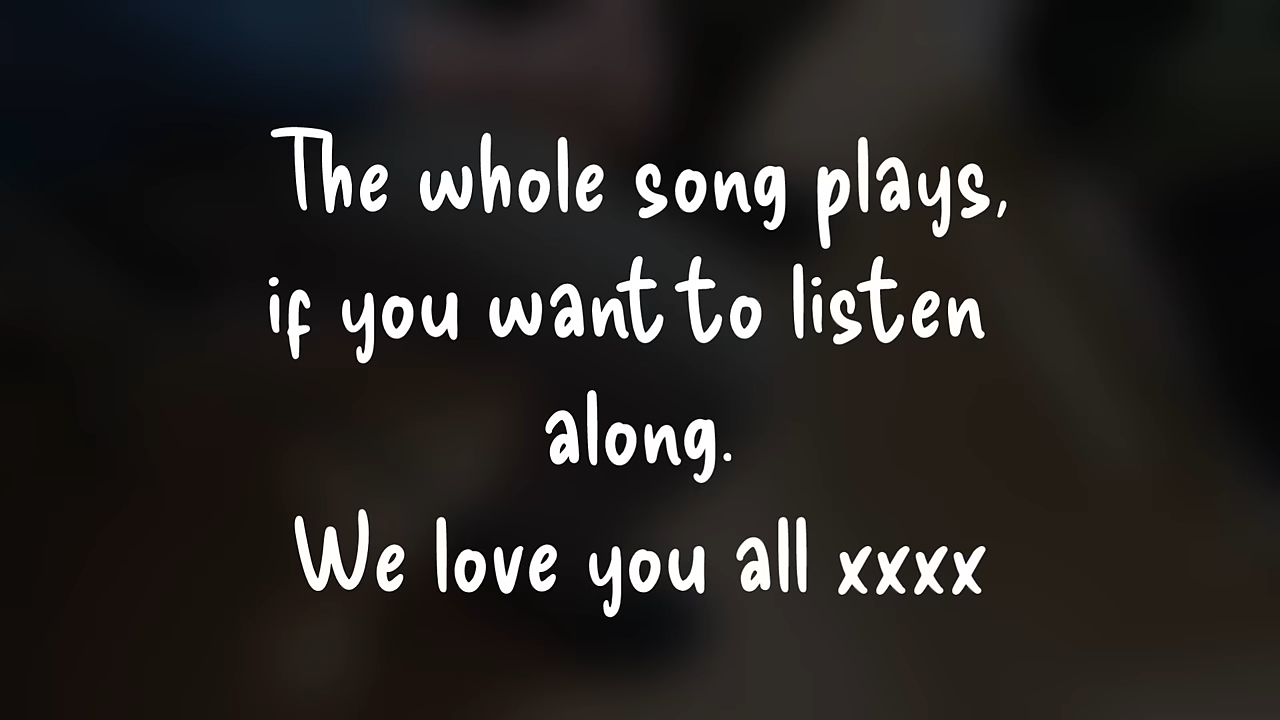 The whole song plays,
if you want to listen
along.
We love you all xxxx